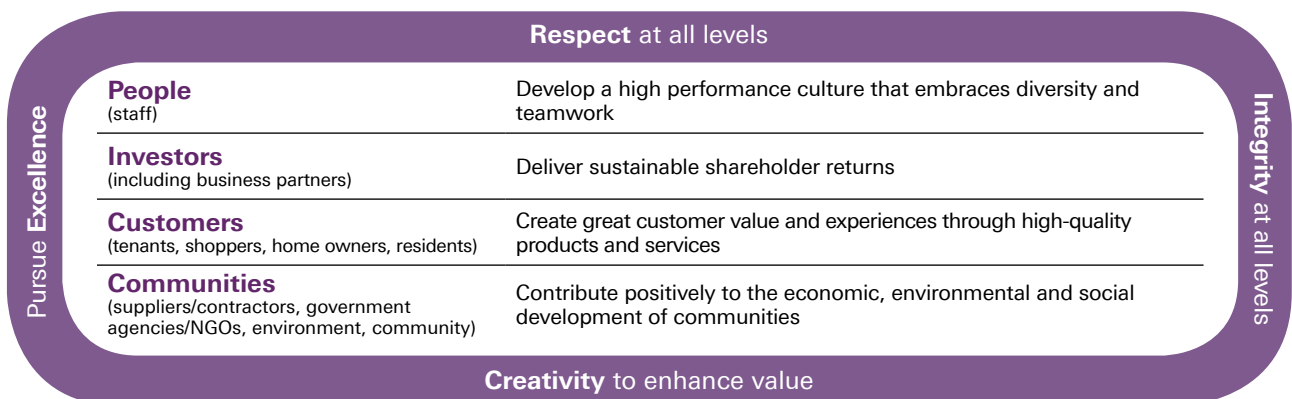 Respect at all levels
Pursue Excellence
People
(staff)
Develop a high performance culture that embraces diversity and
teamwork
Investors
(including business partners)
Deliver sustainable shareholder returns
Customers
(tenants, shoppers, home owners, residents)
Create great customer value and experiences through high-quality
products and services
Communities
(suppliers/contractors, government
agencies/NGOs, environment, community)
Contribute positively to the economic, environmental and social
development of communities
Integrity at all levels
Creativity to enhance value